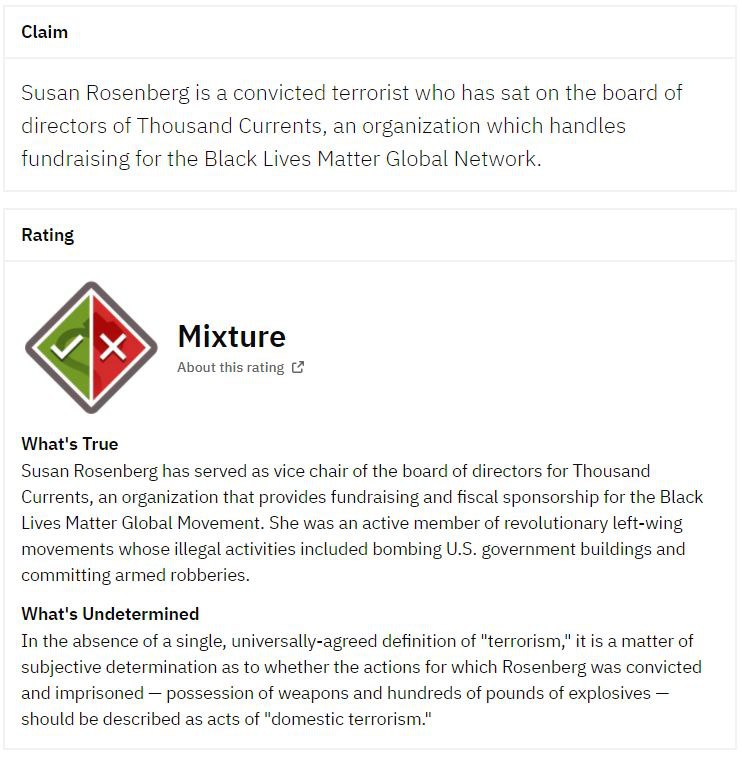 Claim
Susan Rosenberg is a convicted terrorist who has sat on the board of
directors of Thousand Currents, an organization which handles
fundraising for the Black Lives Matter Global Network.
Rating
Mixture
About this rating
What's True
Susan Rosenberg has served as vice chair of the board of directors for Thousand
Currents, an organization that provides fundraising and fiscal sponsorship for the Black
Lives Matter Global Movement. She was an active member of revolutionary left-wing
movements whose illegal activities included bombing U.S. government buildings and
committing armed robberies.
What's Undetermined
In the absence of a single, universally-agreed definition of "terrorism," it is a matter of
subjective determination as to whether the actions for which Rosenberg was convicted
and imprisoned — possession of weapons and hundreds of pounds of explosives —
should be described as acts of "domestic terrorism."